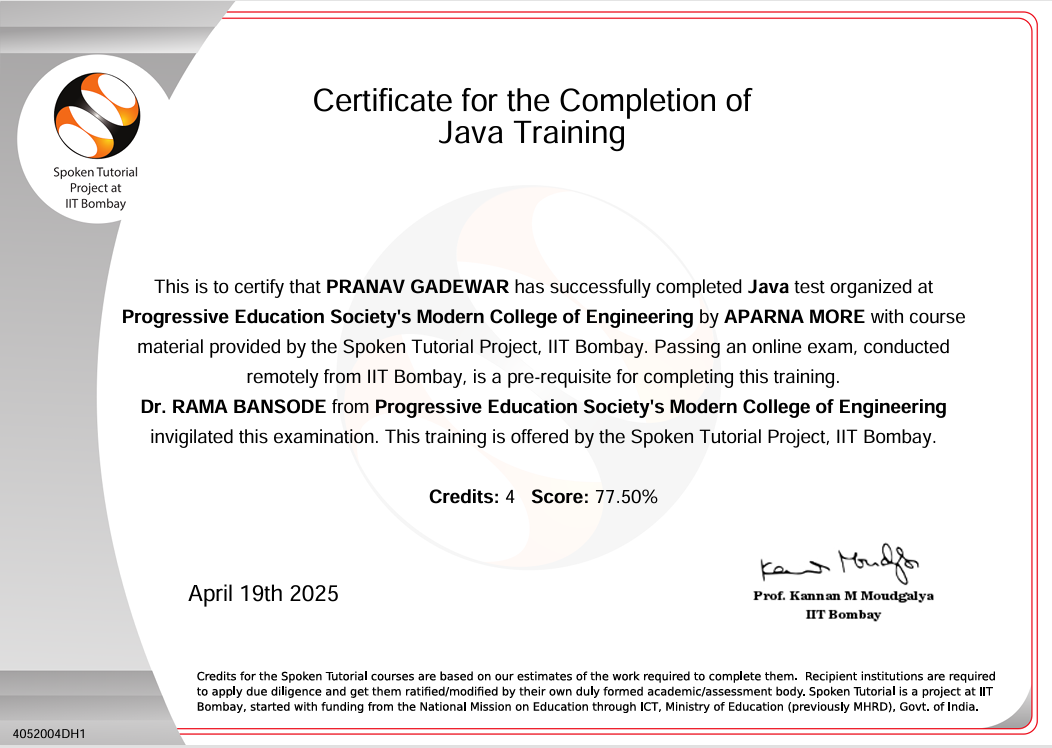 Certificate for the Completion of
Java Training
Spoken Tutorial
Project at
IIT Bombay
This is to certify that PRANAV GADEWAR has successfully completed Java test organized at
Progressive Education Society's Modern College of Engineering by APARNA MORE with course
material provided by the Spoken Tutorial Project, IIT Bombay. Passing an online exam, conducted
remotely from IIT Bombay, is a pre-requisite for completing this training.
Dr. RAMA BANSODE from Progressive Education Society's Modern College of Engineering
invigilated this examination. This training is offered by the Spoken Tutorial Project, IIT Bombay.
Credits: 4 Score: 77.50%
April 19th 2025
Kannan Moudgalya
Prof. Kannan M Moudgalya
IIT Bombay
Credits for the Spoken Tutorial courses are based on our estimates of the work required to complete them. Recipient institutions are required
to apply due diligence and get them ratified/modified by their own duly formed academic/assessment body. Spoken Tutorial is a project at IIT
Bombay, started with funding from the National Mission on Education through ICT, Ministry of Education (previously MHRD), Govt. of India.
4052004DH1